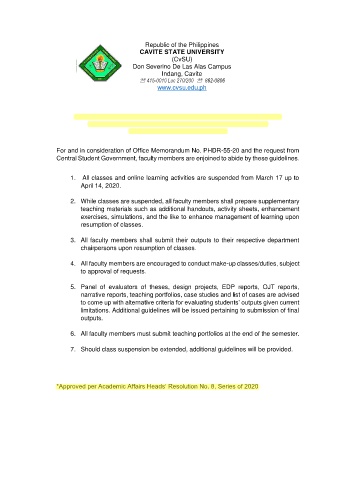 Republic of the Philippines
CAVITE STATE UNIVERSITY
(CvSU)
Don Severino De Las Alas Campus
Indang, Cavite
☏ 415-0010 Loc 270/200 ☏ 862-0806
www.cvsu.edu.ph
For and in consideration of Office Memorandum No. PHDR-55-20 and the request from
Central Student Government, faculty members are enjoined to abide by these guidelines.
1. All classes and online learning activities are suspended from March 17 up to
April 14, 2020.
2. While classes are suspended, all faculty members shall prepare supplementary
teaching materials such as additional handouts, activity sheets, enhancement
exercises, simulations, and the like to enhance management of learning upon
resumption of classes.
3. All faculty members shall submit their outputs to their respective department
chairpersons upon resumption of classes.
4. All faculty members are encouraged to conduct make-up classes/duties, subject
to approval of requests.
5. Panel of evaluators of theses, design projects, EDP reports, OJT reports,
narrative reports, teaching portfolios, case studies and list of cases are advised
to come up with alternative criteria for evaluating students' outputs given current
limitations. Additional guidelines will be issued pertaining to submission of final
outputs.
6. All faculty members must submit teaching portfolios at the end of the semester.
7. Should class suspension be extended, additional guidelines will be provided.
*Approved per Academic Affairs Heads' Resolution No. 8, Series of 2020